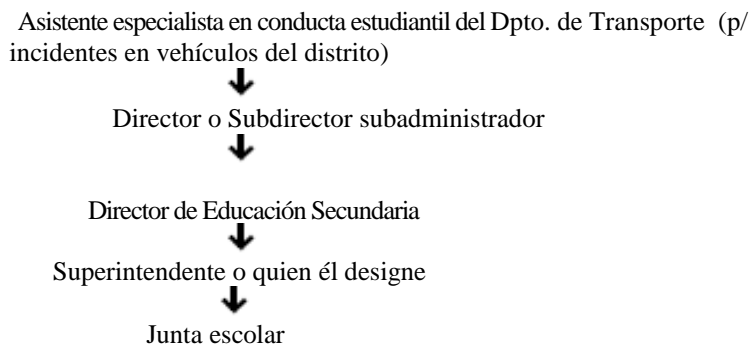 Asistente especialista en conducta estudiantil del Dpto. de Transporte (p/
incidentes en vehículos del distrito)
Director o Subdirector subadministrador
Director de Educación Secundaria
Superintendente o quien él designe
Junta escolar